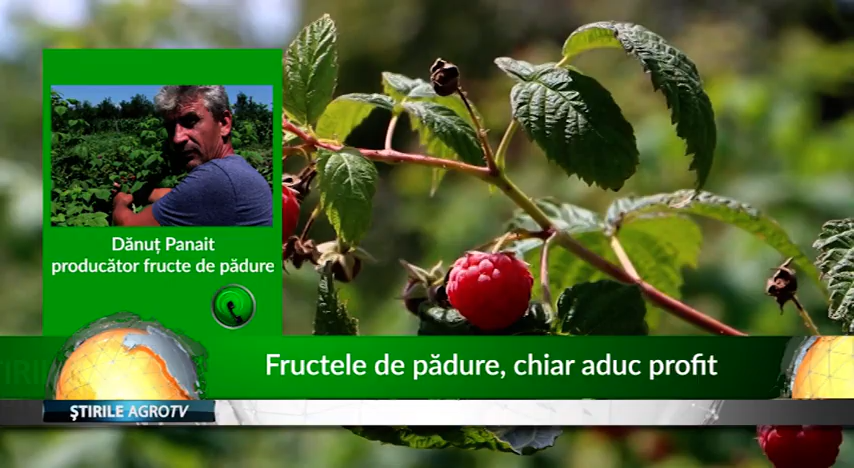 Dănuț Panait
producător fructe de pădure
Fructele de pădure, chiar aduc profit
ȘTIRILE AGROTV